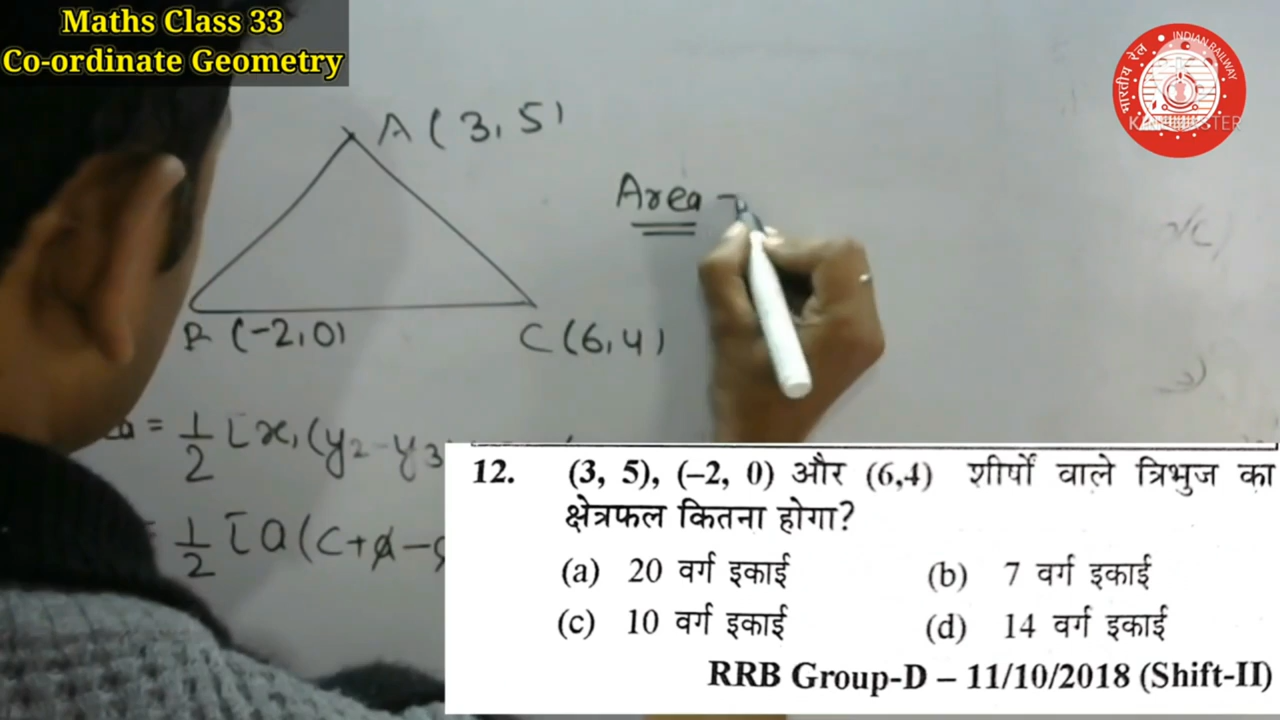 Maths Class 33
Co-ordinate Geometry
भारतीय रेल
INDIAN RAILWAY
A (3, 5)
Area
B (-2, 0)
C (6, 4)
= 1/2 [x₁(y₂-y₃
1/2 [a(c+a-
12. (3, 5), (–2, 0) और (6,4) शीर्षों वाले त्रिभुज का
क्षेत्रफल कितना होगा?
(a) 20 वर्ग इकाई (b) 7 वर्ग इकाई
(c) 10 वर्ग इकाई (d) 14 वर्ग इकाई
RRB Group-D – 11/10/2018 (Shift-II)